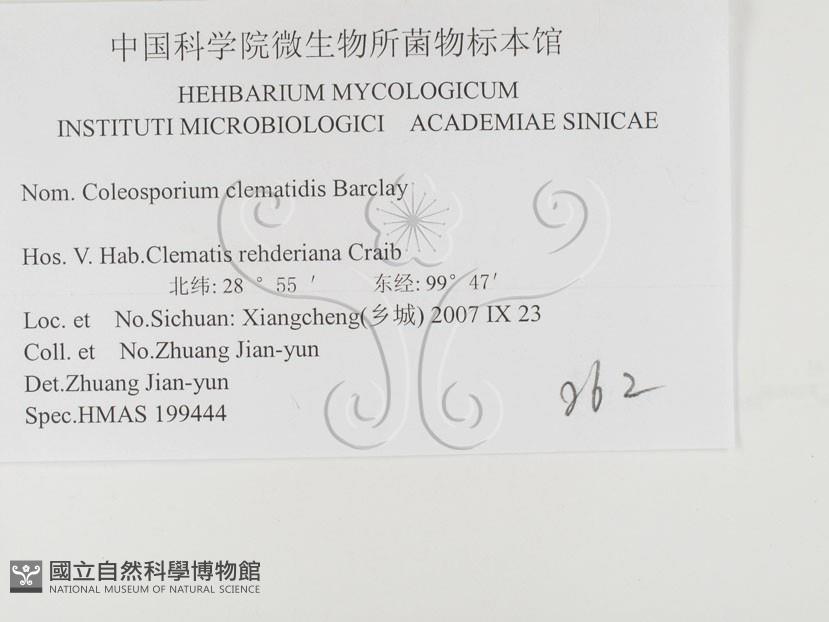 中国科学院微生物所菌物标本馆
HEHBARIUM MYCOLOGICUM
INSTITUTI MICROBIOLOGICI ACADEMIAE SINICAE
Nom. Coleosporium clematidis Barclay
Hos. V. Hab.Clematis rehderiana Craib
北纬: 28 ° 55 ′ 东经: 99° 47′
Loc. et No.Sichuan: Xiangcheng(乡城) 2007 IX 23
Coll. et No.Zhuang Jian-yun
Det.Zhuang Jian-yun
Spec.HMAS 199444
國立自然科學博物館
NATIONAL MUSEUM OF NATURAL SCIENCE